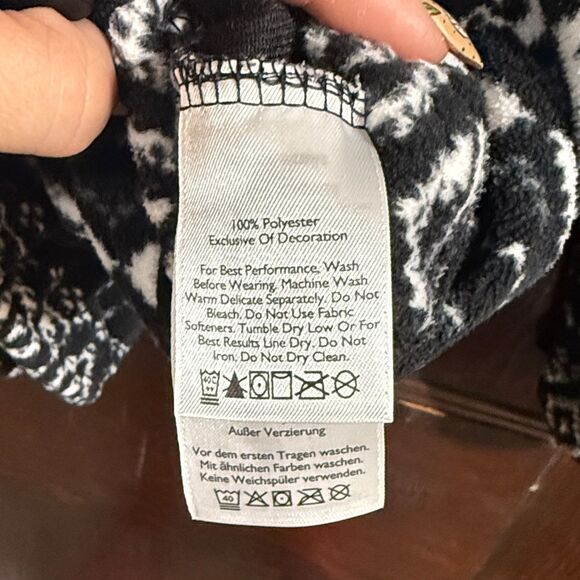 100% Polyester
Exclusive Of Decoration
For Best Performance, Wash
Before Wearing. Machine Wash
Warm Delicate Separately. Do Not
Bleach. Do Not Use Fabric
Softeners. Tumble Dry Low Or For
Best Results Line Dry. Do Not
Iron. Do Not Dry Clean.
40C
Außer Verzierung
Vor dem ersten Tragen waschen.
Mit ähnlichen Farben waschen.
Keine Weichspüler verwenden.
40